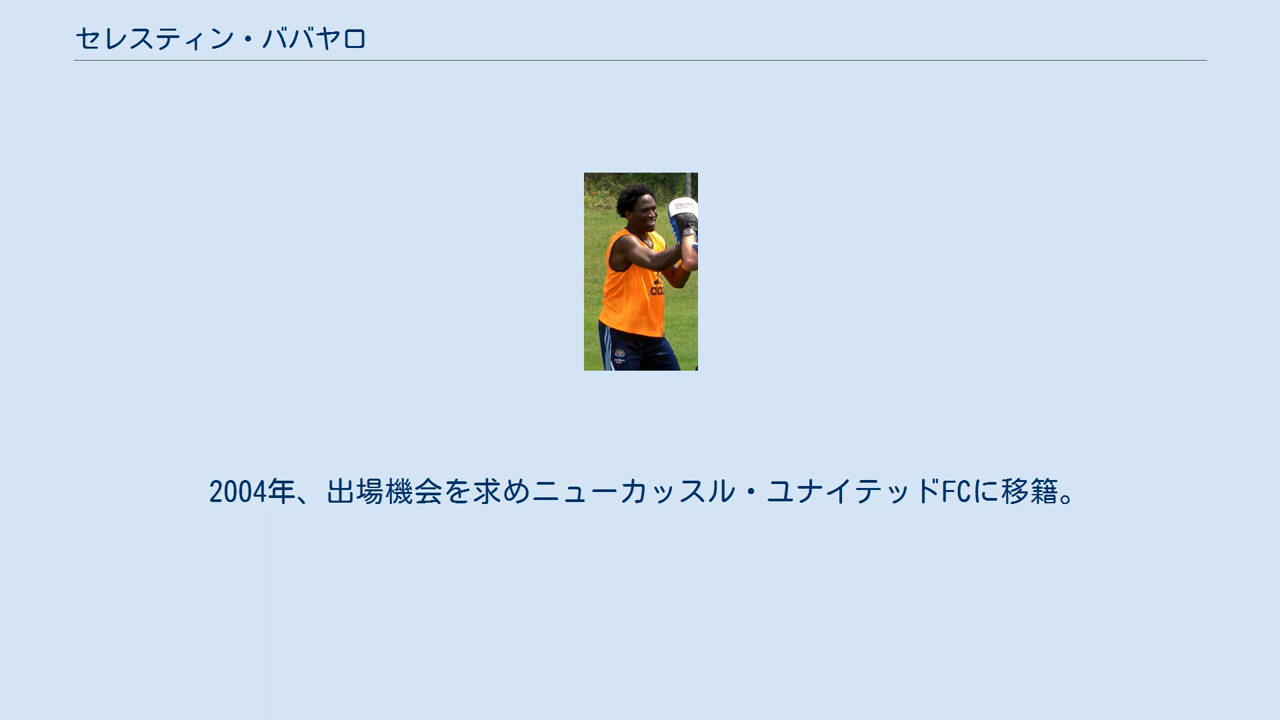 セレスティン・ババヤロ
2004年、出場機会を求めニューカッスル・ユナイテッドFCに移籍。